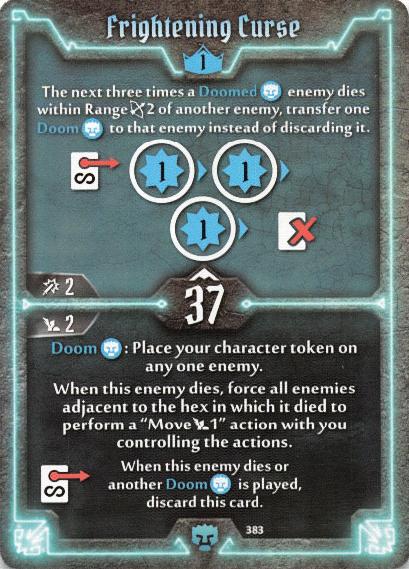 Frightening Curse
1
The next three times a Doomed enemy dies
within Range 2 of another enemy, transfer one
Doom to that enemy instead of discarding it.
S 1 1
1
2
37
2
Doom : Place your character token on
any one enemy.
When this enemy dies, force all enemies
adjacent to the hex in which it died to
perform a “Move 1” action with you
controlling the actions.
When this enemy dies or
S another Doom is played,
discard this card.
383